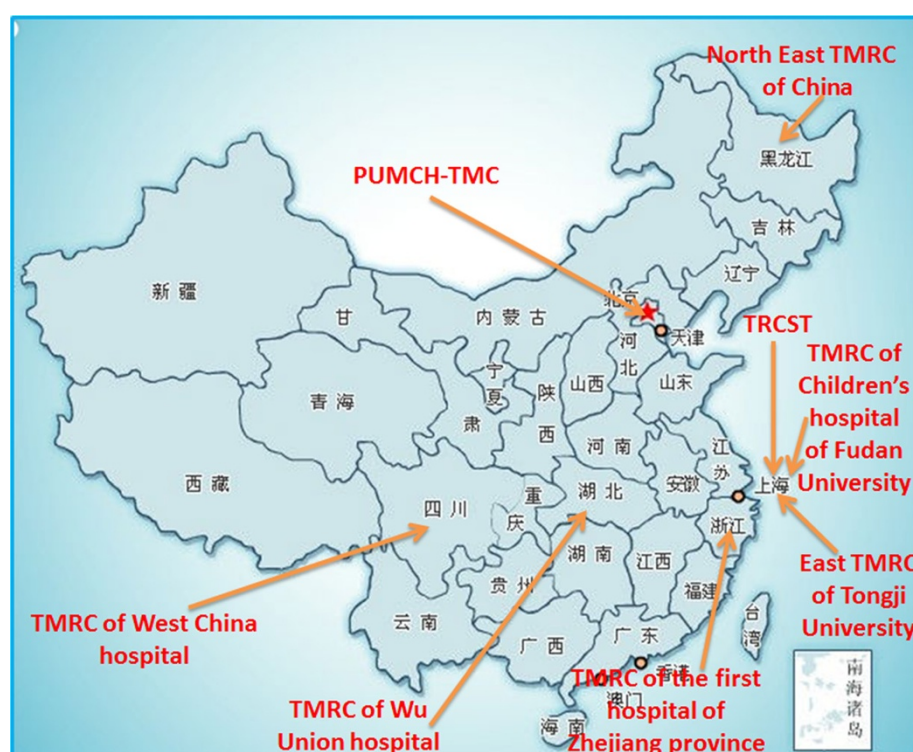 North East TMRC
of China
黑龙江
PUMCH-TMC
吉林
辽宁
新疆
甘
内蒙古
北京
天津
TRCST
河
北
TMRC of
Children's
hospital
of Fudan
University
宁
夏
陕
西
山西
山东
青海
肃
河南
江
苏
西藏
四川
重
庆
湖北
安徽
上海
浙江
湖南
江西
East TMRC
of Tongji
University
贵州
福建
TMRC of West China
hospital
云南
广西
广东
台
湾
香港
澳门
TMRC of the first
hospital of
Zhejiang province
TMRC of Wu
Union hospital
海南
南
海
诸
岛